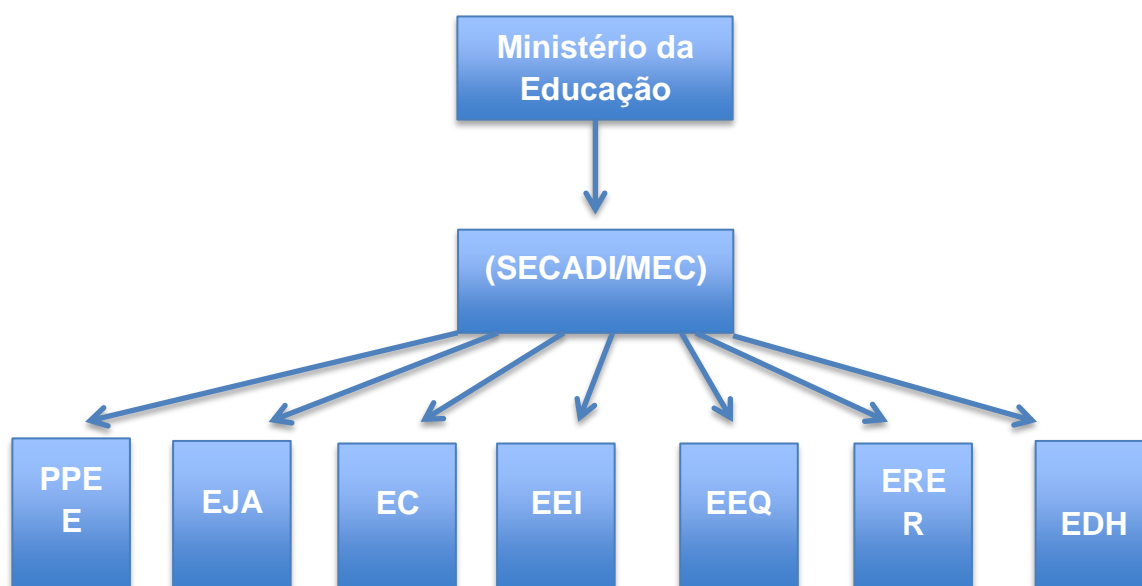 Ministério da
Educação
(SECADI/MEC)
PPE
E
EJA
EC
EEI
EEQ
ERE
R
EDH